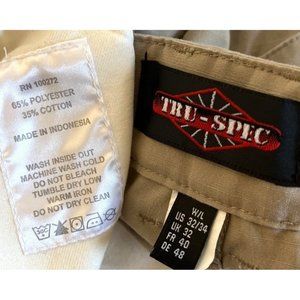 RN 100272
65% POLYESTER
35% COTTON
MADE IN INDONESIA
WASH INSIDE OUT
MACHINE WASH COLD
DO NOT BLEACH
TUMBLE DRY LOW
WARM IRON
DO NOT DRY CLEAN
TRU-SPEC
W/L
US 32/34
UK 32
FR 40
DE 48